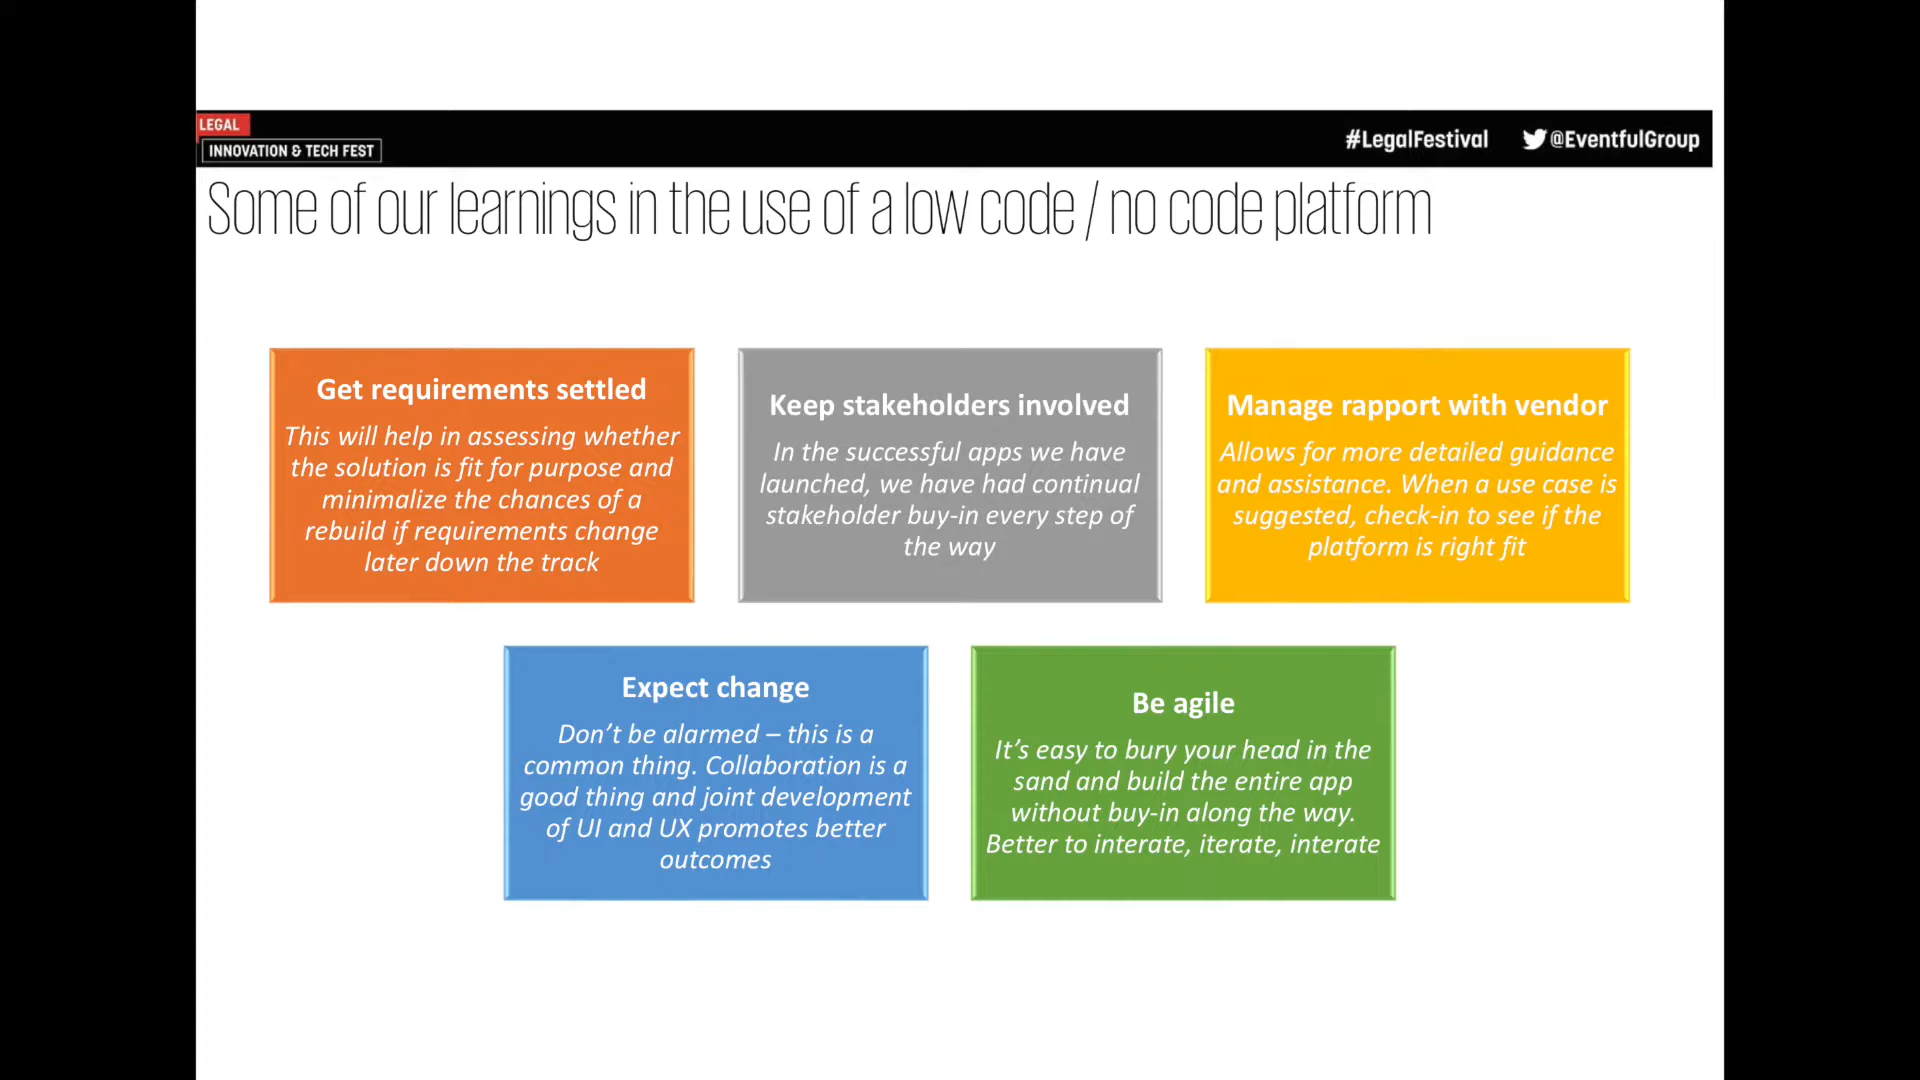 LEGAL
INNOVATION & TECH FEST
#LegalFestival
@EventfulGroup
Some of our learnings in the use of a low code / no code platform
Get requirements settled
This will help in assessing whether
the solution is fit for purpose and
minimalize the chances of a
rebuild if requirements change
later down the track
Keep stakeholders involved
In the successful apps we have
launched, we have had continual
stakeholder buy-in every step of
the way
Manage rapport with vendor
Allows for more detailed guidance
and assistance. When a use case is
suggested, check-in to see if the
platform is right fit
Expect change
Don’t be alarmed – this is a
common thing. Collaboration is a
good thing and joint development
of UI and UX promotes better
outcomes
Be agile
It’s easy to bury your head in the
sand and build the entire app
without buy-in along the way.
Better to interate, iterate, interate